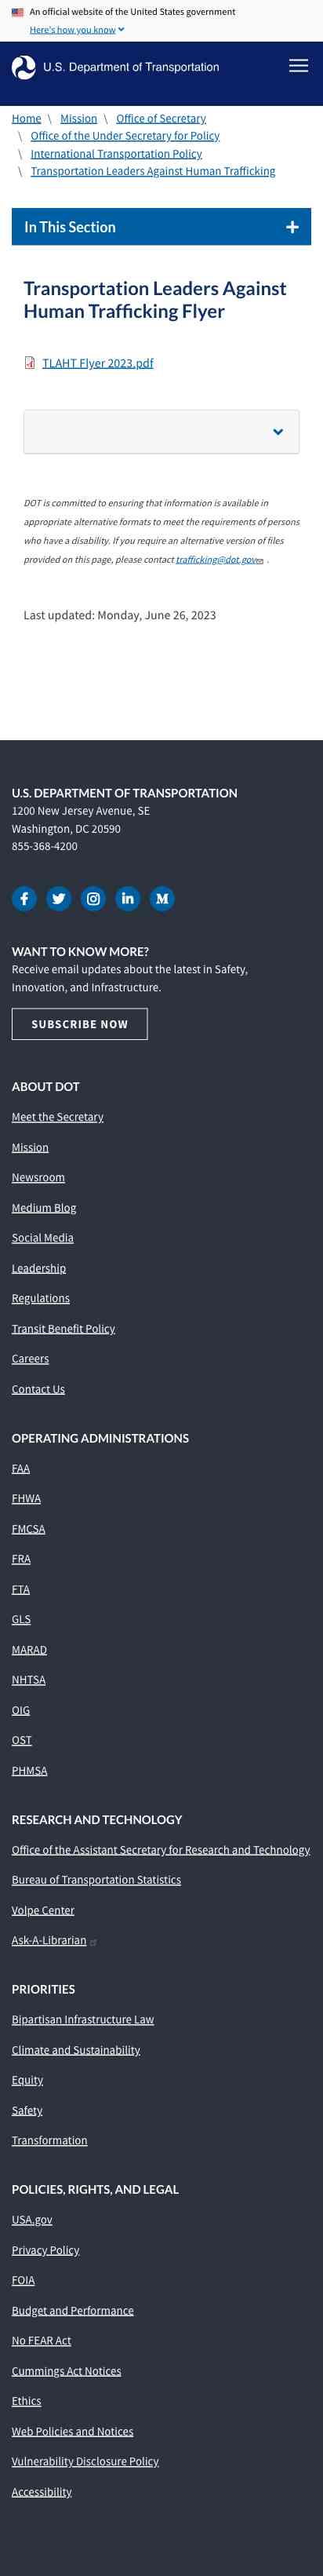 An official website of the United States government
Here's how you know
U.S. Department of Transportation
Home \ Mission \ Office of Secretary
\ Office of the Under Secretary for Policy
\ International Transportation Policy
\ Transportation Leaders Against Human Trafficking
In This Section
Transportation Leaders Against
Human Trafficking Flyer
TLAHT Flyer 2023.pdf
DOT is committed to ensuring that information is available in
appropriate alternative formats to meet the requirements of persons
who have a disability. If you require an alternative version of files
provided on this page, please contact trafficking@dot.gov .
Last updated: Monday, June 26, 2023
U.S. DEPARTMENT OF TRANSPORTATION
1200 New Jersey Avenue, SE
Washington, DC 20590
855-368-4200
WANT TO KNOW MORE?
Receive email updates about the latest in Safety,
Innovation, and Infrastructure.
SUBSCRIBE NOW
ABOUT DOT
Meet the Secretary
Mission
Newsroom
Medium Blog
Social Media
Leadership
Regulations
Transit Benefit Policy
Careers
Contact Us
OPERATING ADMINISTRATIONS
FAA
FHWA
FMCSA
FRA
FTA
GLS
MARAD
NHTSA
OIG
OST
PHMSA
RESEARCH AND TECHNOLOGY
Office of the Assistant Secretary for Research and Technology
Bureau of Transportation Statistics
Volpe Center
Ask-A-Librarian
PRIORITIES
Bipartisan Infrastructure Law
Climate and Sustainability
Equity
Safety
Transformation
POLICIES, RIGHTS, AND LEGAL
USA.gov
Privacy Policy
FOIA
Budget and Performance
No FEAR Act
Cummings Act Notices
Ethics
Web Policies and Notices
Vulnerability Disclosure Policy
Accessibility